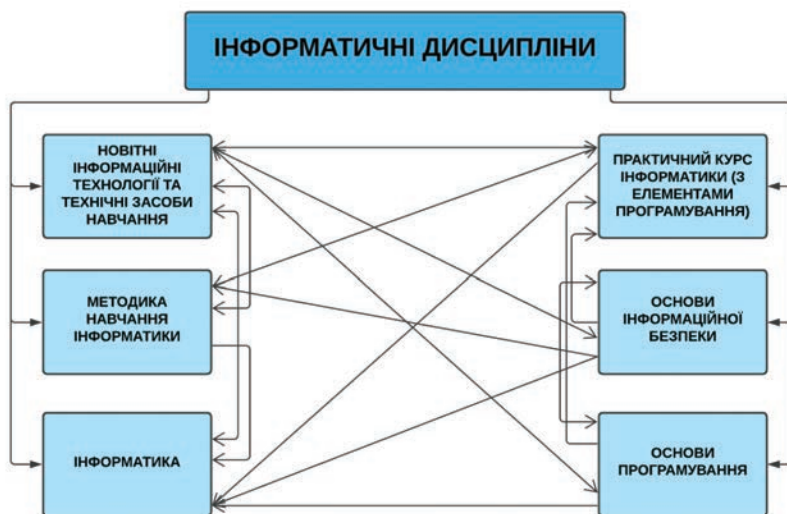 ІНФОРМАТИЧНІ ДИСЦИПЛІНИ
НОВІТНІ
ІНФОРМАЦІЙНІ
ТЕХНОЛОГІЇ ТА
ТЕХНІЧНІ ЗАСОБИ
НАВЧАННЯ
МЕТОДИКА
НАВЧАННЯ
ІНФОРМАТИКИ
ІНФОРМАТИКА
ПРАКТИЧНИЙ КУРС
ІНФОРМАТИКИ (З
ЕЛЕМЕНТАМИ
ПРОГРАМУВАННЯ)
ОСНОВИ
ІНФОРМАЦІЙНОЇ
БЕЗПЕКИ
ОСНОВИ
ПРОГРАМУВАННЯ